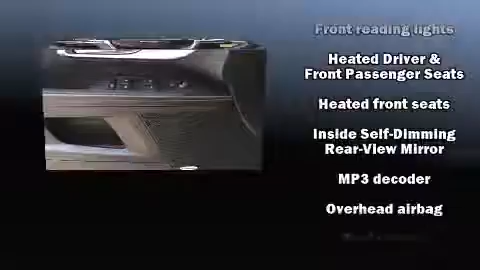 Front reading lights
Heated Driver &
Front Passenger Seats
Heated front seats
Inside Self-Dimming
Rear-View Mirror
MP3 decoder
Overhead airbag